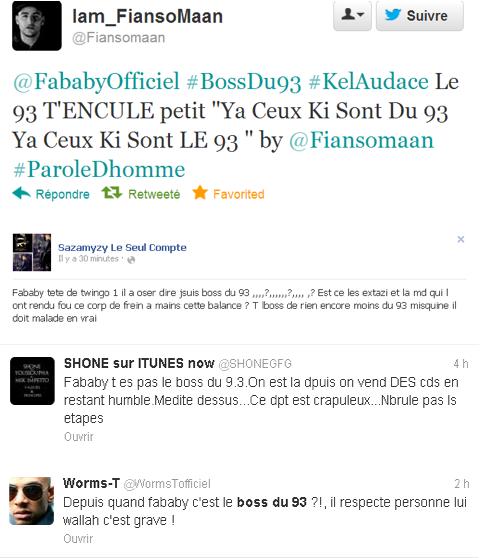 Iam_FiansoMaan
@Fiansomaan
Suivre
@FababyOfficiel #BossDu93 #KelAudace Le
93 T'ENCULE petit "Ya Ceux Ki Sont Du 93
Ya Ceux Ki Sont LE 93 " by @Fiansomaan
#ParoleDhomme
Répondre Retweeté Favorited
Sazamyzy Le Seul Compte
Il y a 30 minutes
Fababy tete de twingo 1 il a oser dire jsuis boss du 93 ,,,,?,,,,,,?,,,, ,? Est ce les extazi et la md qui l
ont rendu fou ce corp de frein a mains cette balance ? T lboss de rien encore moins du 93 misquine il
doit malade en vrai
SHONE sur ITUNES now @SHONEGFG 4 h
Fababy t es pas le boss du 9.3.On est la dpuis on vend DES cds en
restant humble.Medite dessus...Ce dpt est crapuleux...Nbrule pas ls
etapes
Ouvrir
Worms-T @WormsTofficiel 2 h
Depuis quand fababy c'est le boss du 93 ?!, il respecte personne lui
wallah c'est grave !
Ouvrir